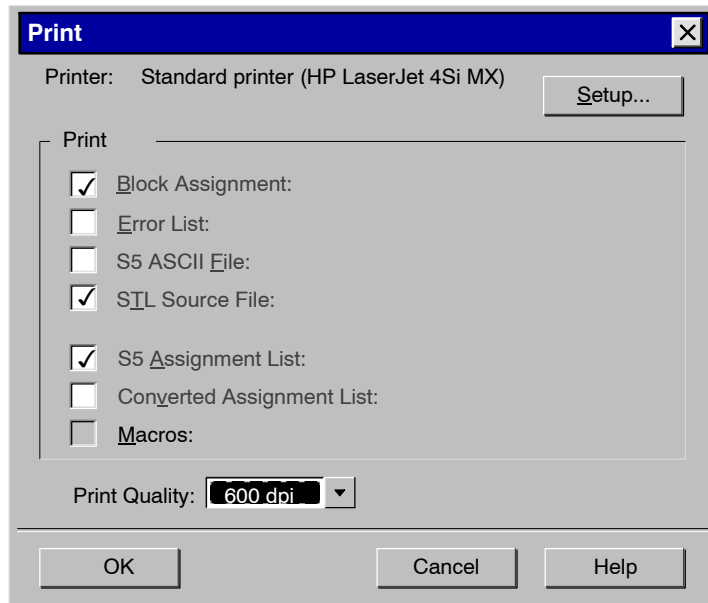 Print
Printer: Standard printer (HP LaserJet 4Si MX)
Setup...
Print
Block Assignment:
Error List:
S5 ASCII File:
STL Source File:
S5 Assignment List:
Converted Assignment List:
Macros:
Print Quality: 600 dpi
OK Cancel Help